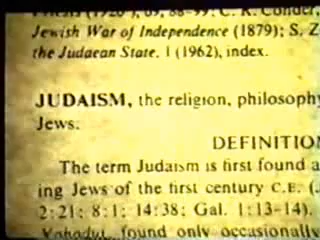 Jewish War of Independence (1879); S. Z
the Judaean State, 1 (1962), index.
JUDAISM, the religion, philosophy
Jews.
DEFINITIO
The term Judaism is first found a
ing Jews of the first century C.E. (
2:21; 8:1; 14:38; Gal. 1:13–14).
Yahadut, found only occasionally